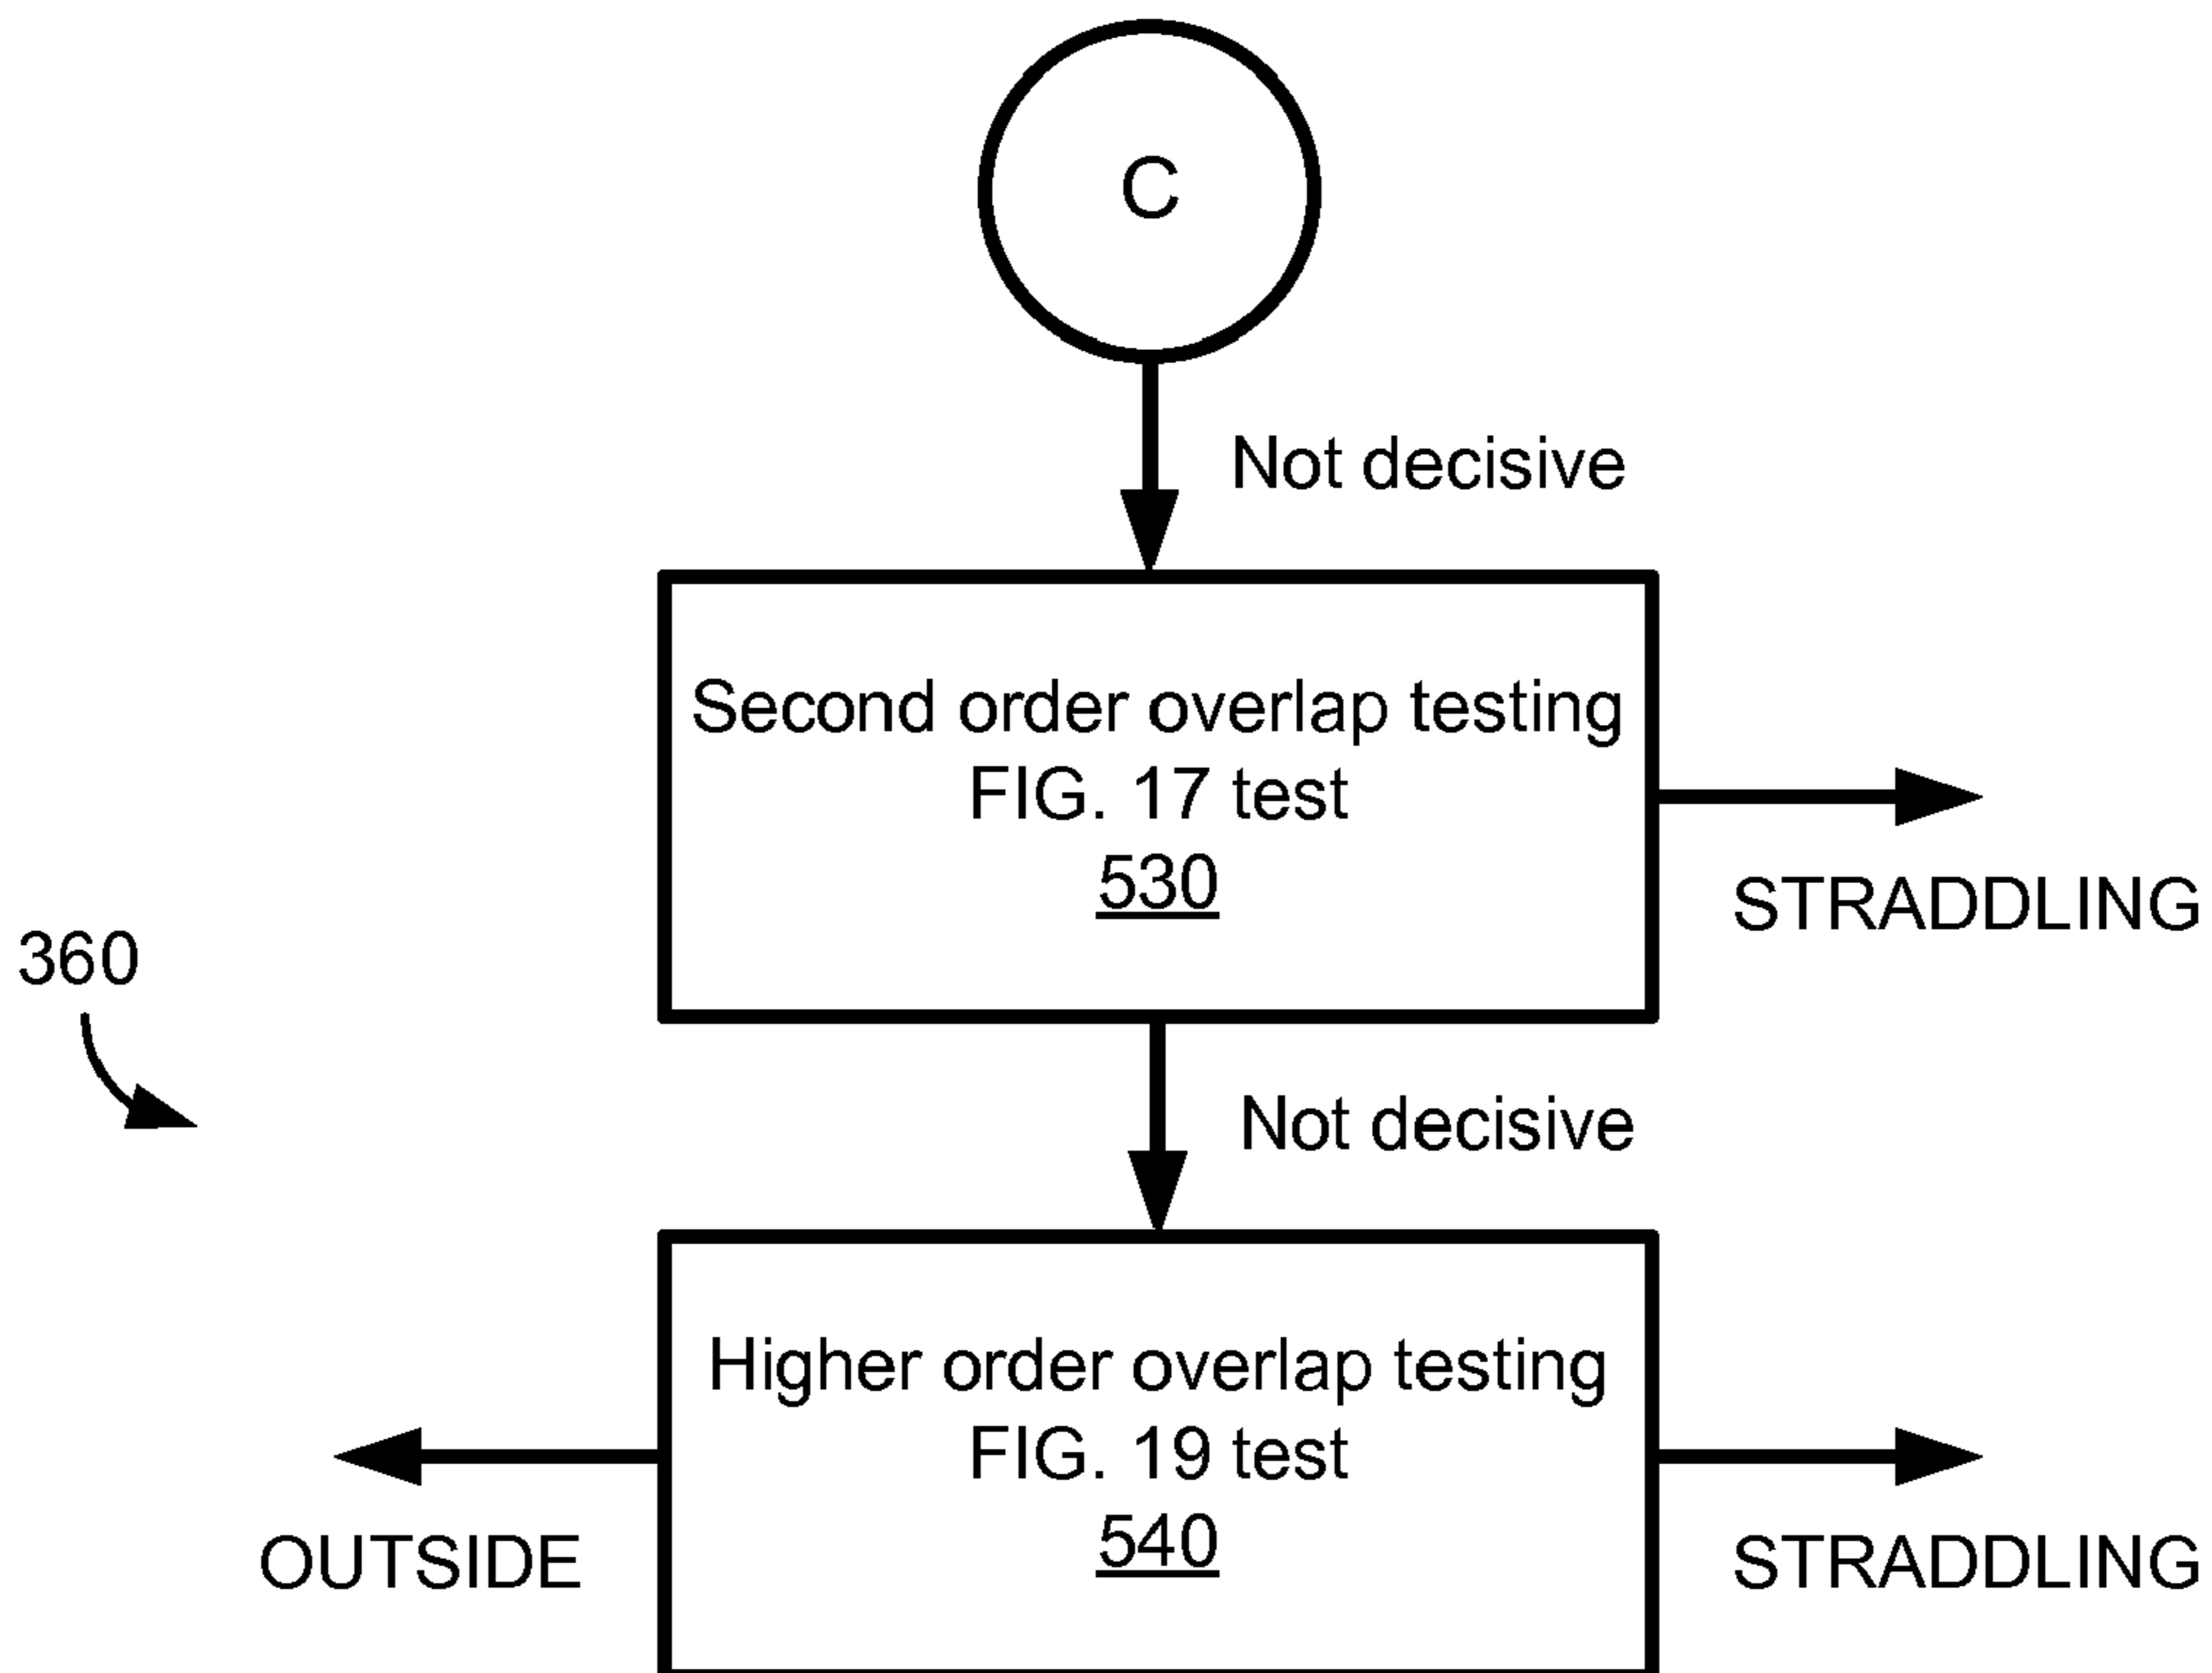 C
Not decisive
Second order overlap testing
FIG. 17 test
530
STRADDLING
360
Not decisive
Higher order overlap testing
FIG. 19 test
540
OUTSIDE
STRADDLING